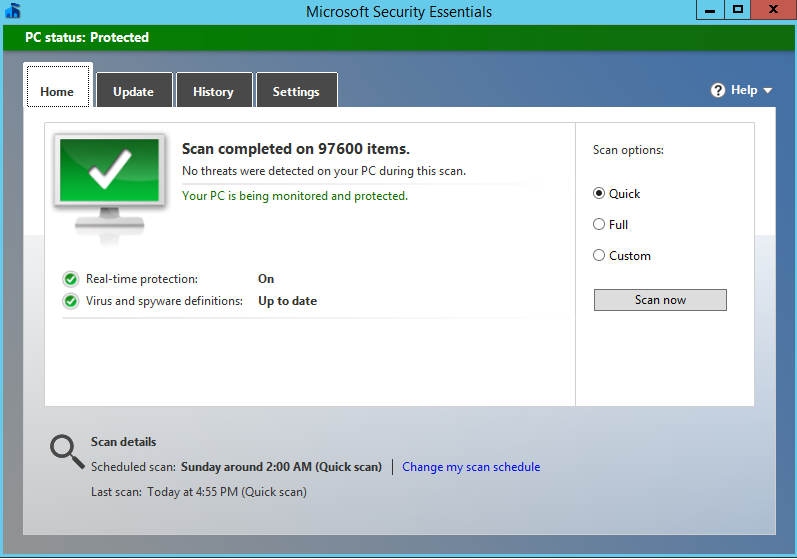 Microsoft Security Essentials
PC status: Protected
Home
Update
History
Settings
? Help
Scan completed on 97600 items.
No threats were detected on your PC during this scan.
Your PC is being monitored and protected.
Real-time protection: On
Virus and spyware definitions: Up to date
Scan options:
Quick
Full
Custom
Scan now
Scan details
Scheduled scan: Sunday around 2:00 AM (Quick scan) | Change my scan schedule
Last scan: Today at 4:55 PM (Quick scan)